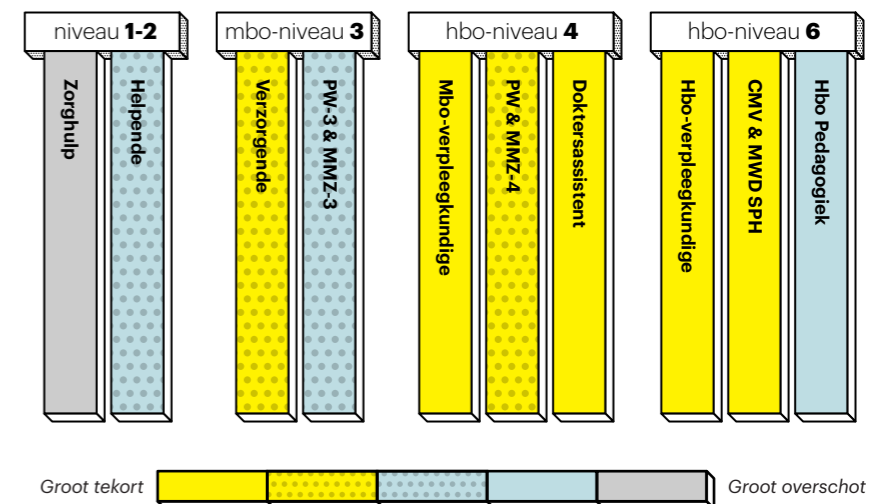 niveau 1-2
mbo-niveau 3
hbo-niveau 4
hbo-niveau 6
Zorghulp
Helpende
Verzorgende
PW-3 & MMZ-3
Mbo-verpleegkundige
PW & MMZ-4
Doktersassistent
Hbo-verpleegkundige
CMV & MWD SPH
Hbo Pedagogiek
Groot tekort
Groot overschot